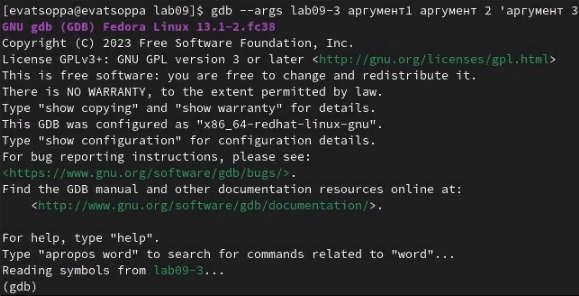 [evatsoppa@evatsoppa lab09]$ gdb --args lab09-3 аргумент1 аргумент 2 'аргумент 3
GNU gdb (GDB) Fedora Linux 13.1-2.fc38
Copyright (C) 2023 Free Software Foundation, Inc.
License GPLv3+: GNU GPL version 3 or later <http://gnu.org/licenses/gpl.html>
This is free software: you are free to change and redistribute it.
There is NO WARRANTY, to the extent permitted by law.
Type "show copying" and "show warranty" for details.
This GDB was configured as "x86_64-redhat-linux-gnu".
Type "show configuration" for configuration details.
For bug reporting instructions, please see:
<https://www.gnu.org/software/gdb/bugs/>.
Find the GDB manual and other documentation resources online at:
    <http://www.gnu.org/software/gdb/documentation/>.

For help, type "help".
Type "apropos word" to search for commands related to "word"...
Reading symbols from lab09-3...
(gdb)